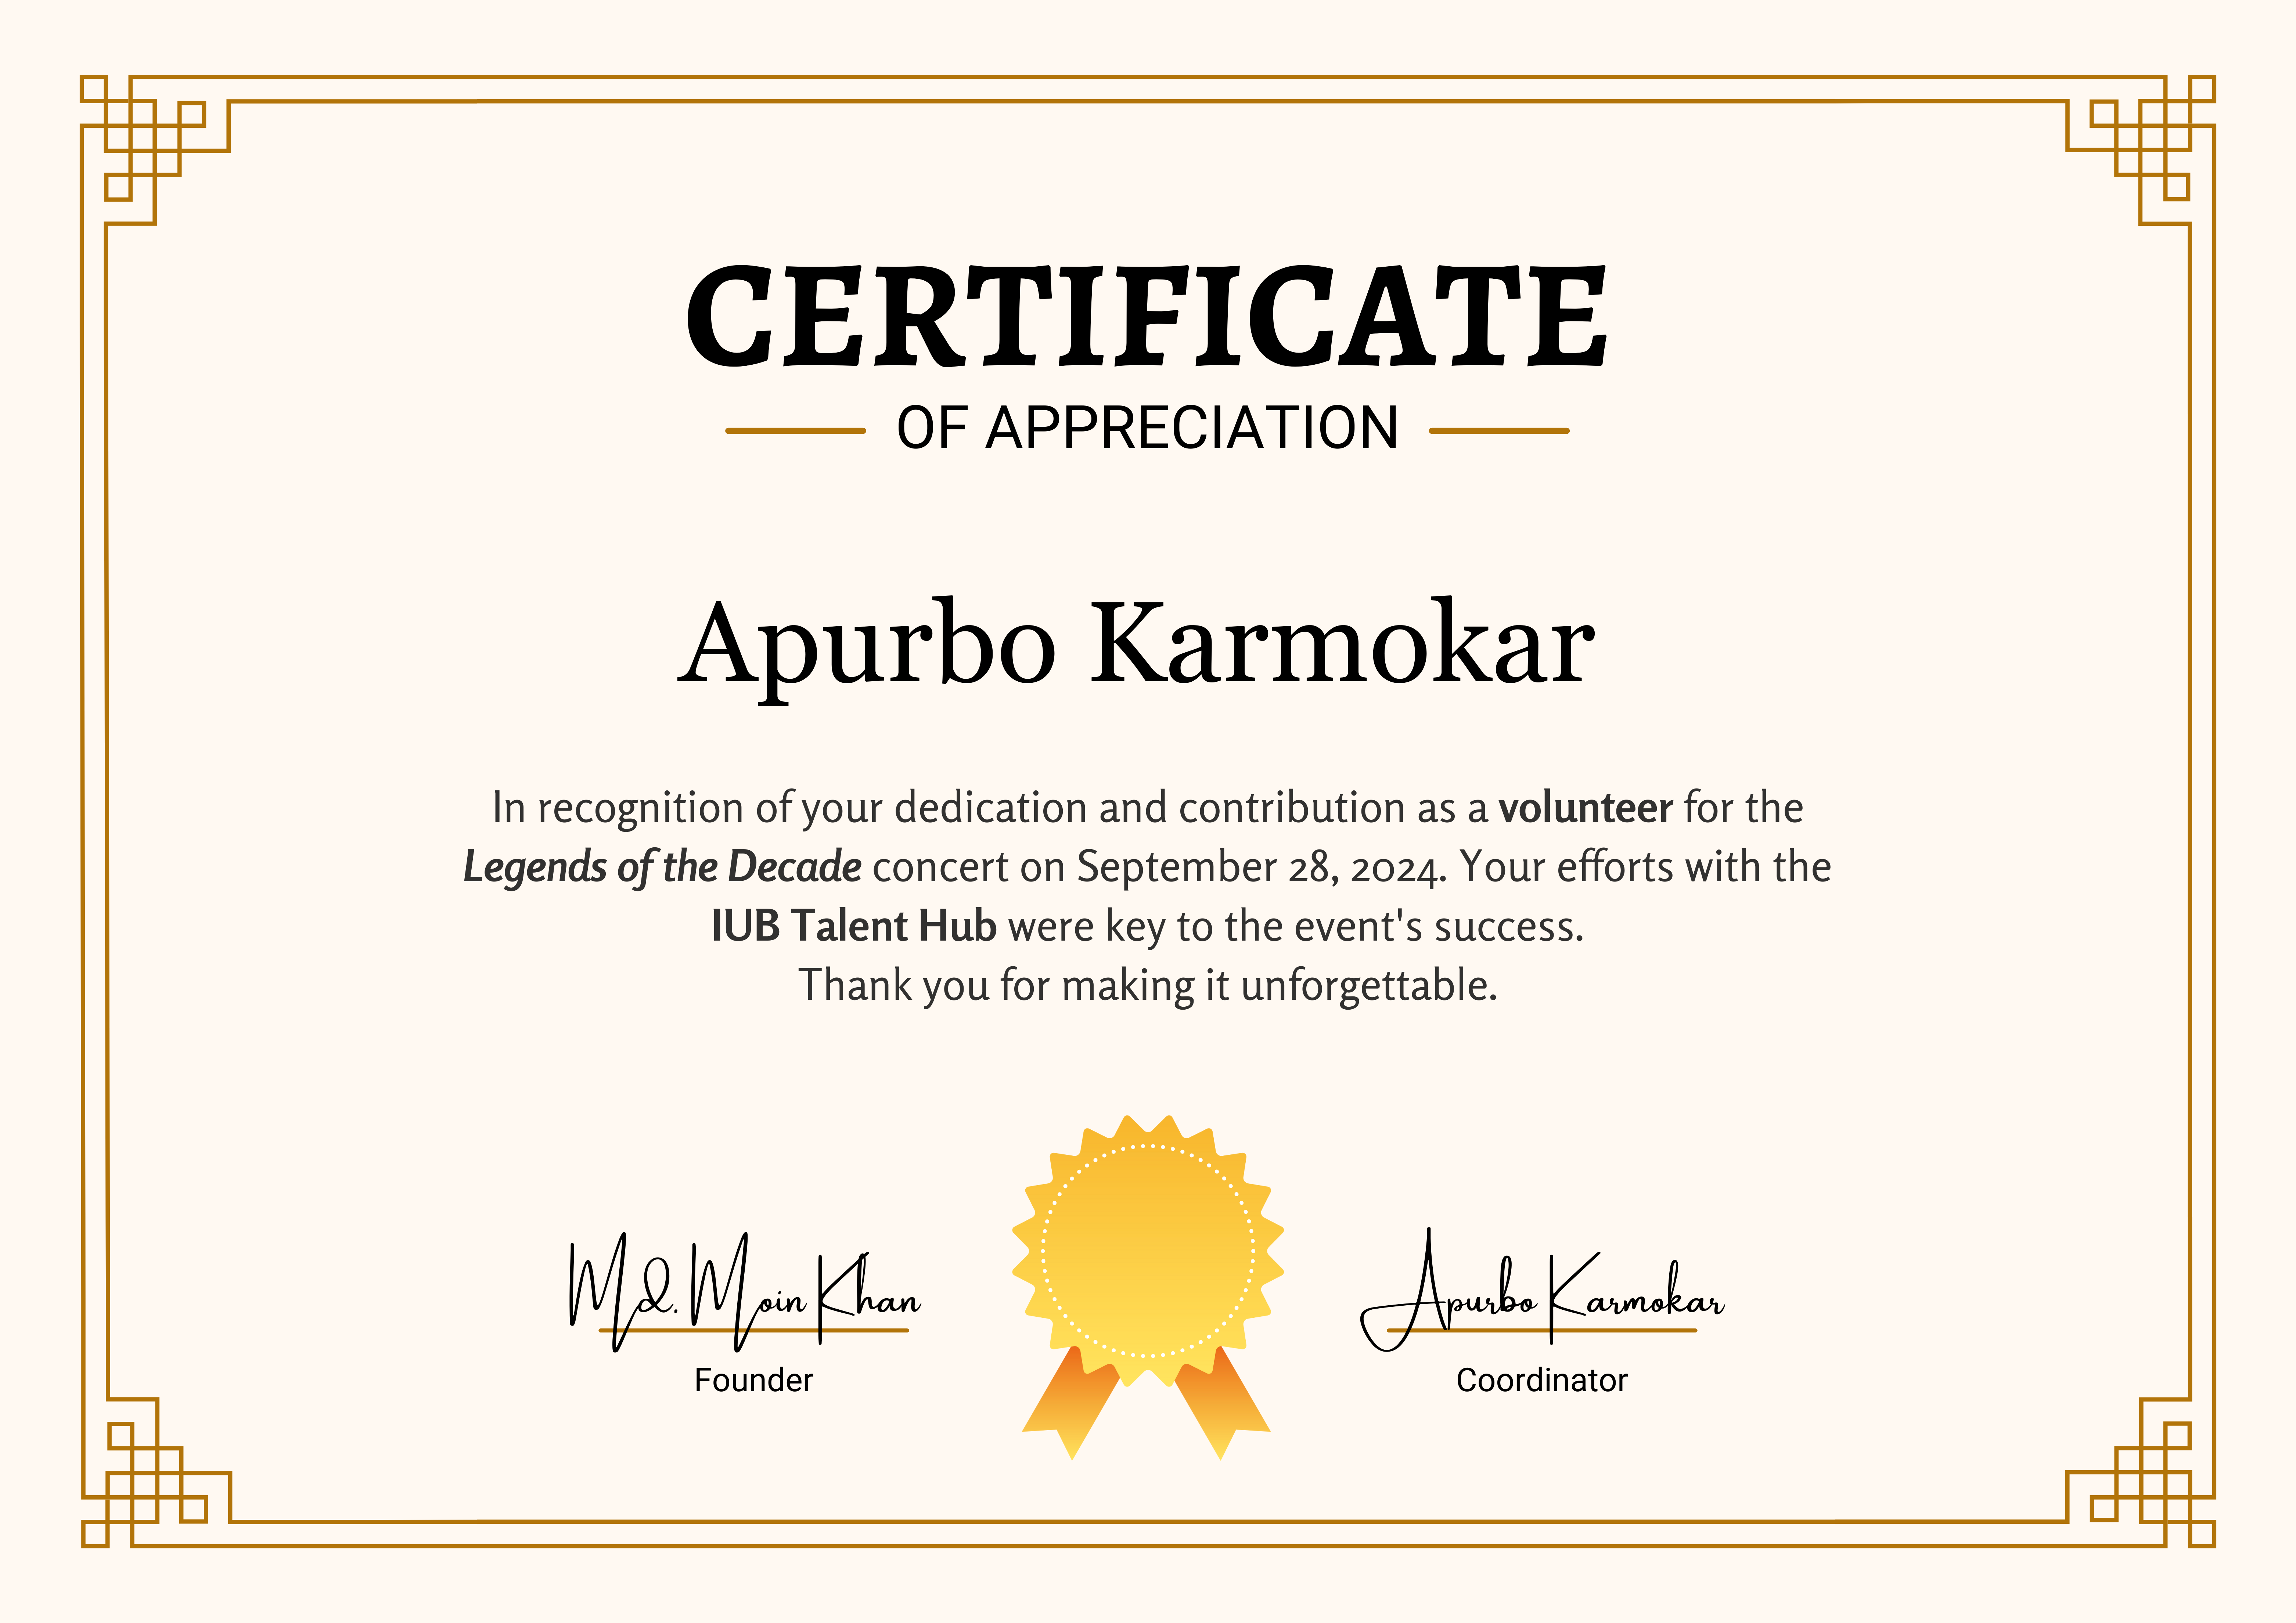 CERTIFICATE
OF APPRECIATION
Apurbo Karmokar
In recognition of your dedication and contribution as a volunteer for the
Legends of the Decade concert on September 28, 2024. Your efforts with the
IUB Talent Hub were key to the event's success.
Thank you for making it unforgettable.
Md. Moin Khan
Founder
Apurbo Karmokar
Coordinator